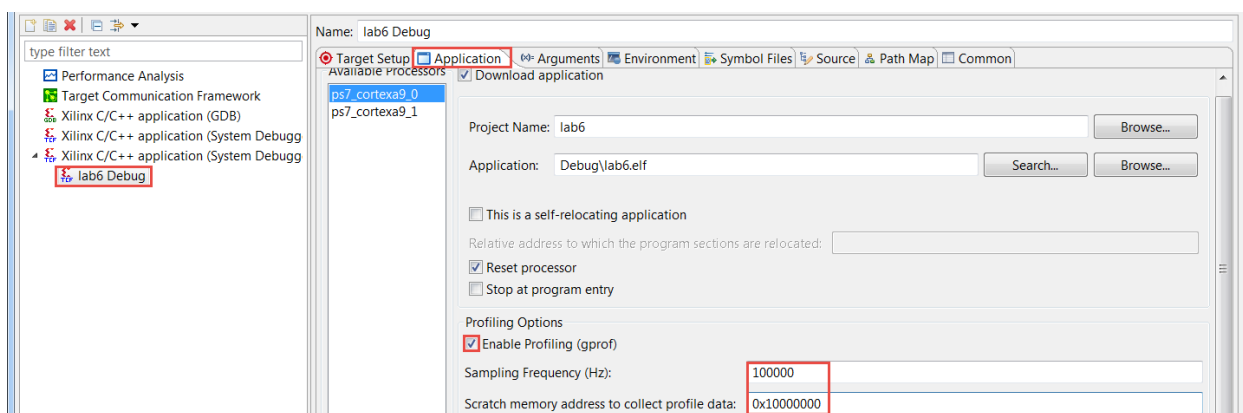 Name: lab6 Debug
type filter text
Target Setup Application (x)= Arguments Environment Symbol Files Source Path Map Common
Performance Analysis
Target Communication Framework
Xilinx C/C++ application (GDB)
Xilinx C/C++ application (System Debugg
Xilinx C/C++ application (System Debugg
lab6 Debug
Available Processors
ps7_cortexa9_0
ps7_cortexa9_1
Download application
Project Name: lab6 Browse...
Application: Debug\lab6.elf Search... Browse...
This is a self-relocating application
Relative address to which the program sections are relocated:
Reset processor
Stop at program entry
Profiling Options
Enable Profiling (gprof)
Sampling Frequency (Hz): 100000
Scratch memory address to collect profile data: 0x10000000